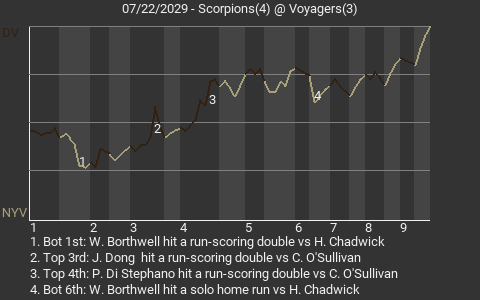 07/22/2029 - Scorpions(4) @ Voyagers(3)
DV
1
2
3
4
NYV
1 2 3 4 5 6 7 8 9
1. Bot 1st: W. Borthwell hit a run-scoring double vs H. Chadwick
2. Top 3rd: J. Dong  hit a run-scoring double vs C. O'Sullivan
3. Top 4th: P. Di Stephano hit a run-scoring double vs C. O'Sullivan
4. Bot 6th: W. Borthwell hit a solo home run vs H. Chadwick